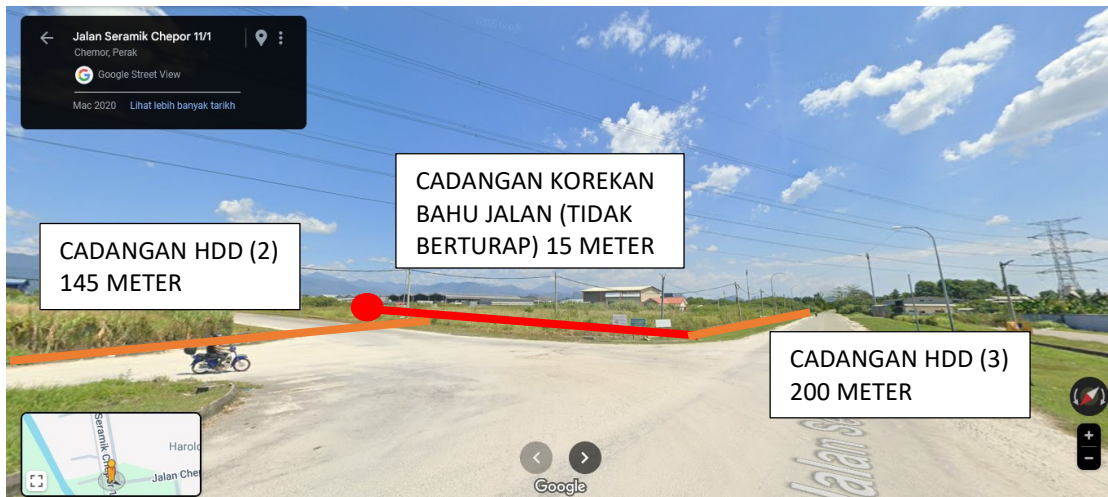 Jalan Seramik Chepor 11/1
Chemor, Perak
Google Street View
Mac 2020 Lihat lebih banyak tarikh
CADANGAN KOREKAN
BAHU JALAN (TIDAK
BERTURAP) 15 METER
CADANGAN HDD (2)
145 METER
CADANGAN HDD (3)
200 METER
Seramik Chepor
Harold
Jalan Che
Jalan Se
Google